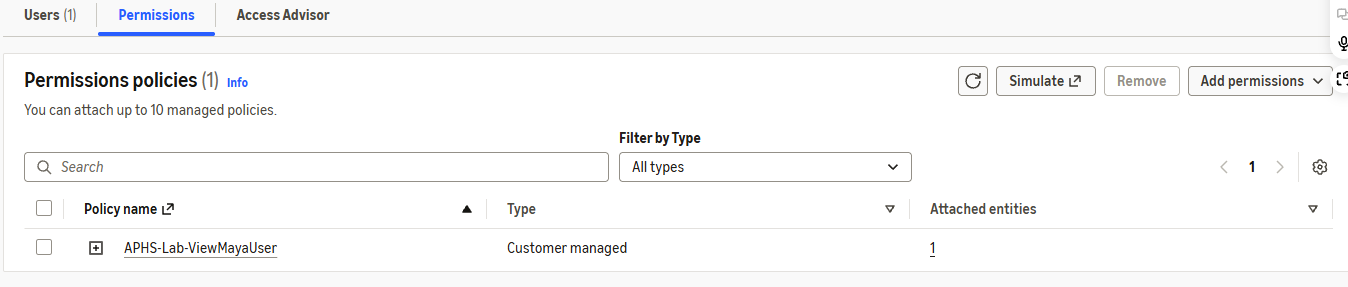 Users (1) Permissions Access Advisor
Permissions policies (1) Info
Simulate Remove Add permissions
You can attach up to 10 managed policies.
Filter by Type
Search All types 1
Policy name Type Attached entities
APHS-Lab-ViewMayaUser Customer managed 1